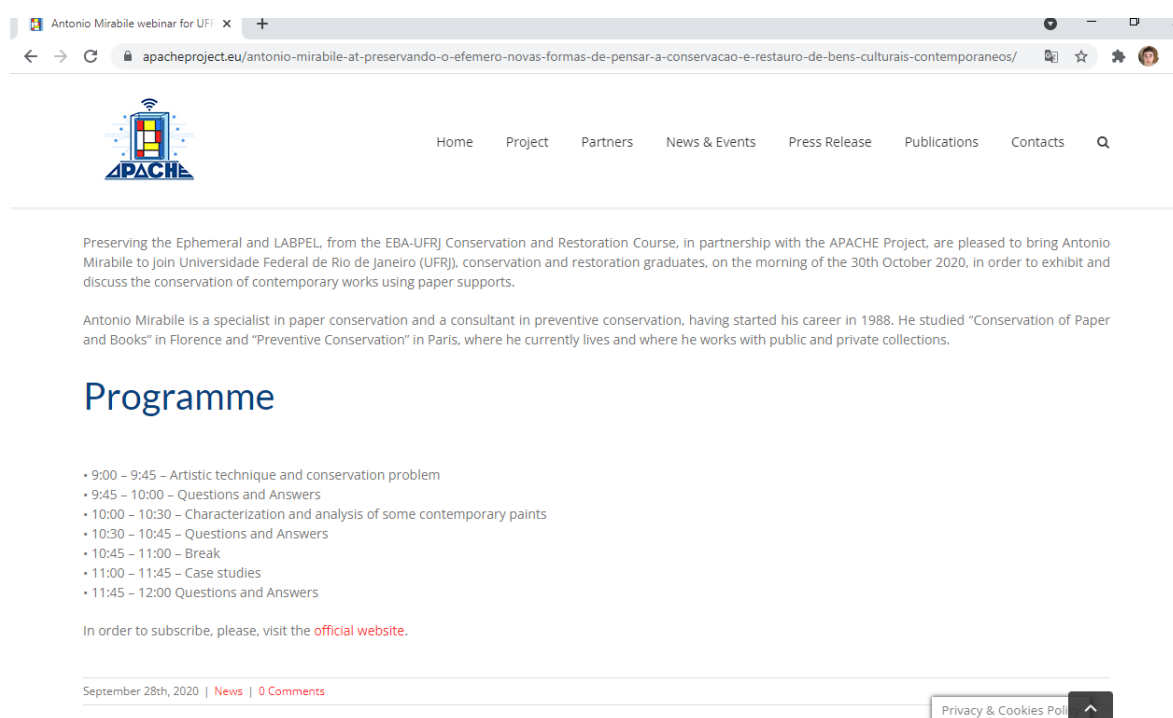 Antonio Mirabile webinar for UFR
apacheproject.eu/antonio-mirabile-at-preservando-o-efemero-novas-formas-de-pensar-a-conservacao-e-restauro-de-bens-culturais-contemporaneos/
APACHE
Home Project Partners News & Events Press Release Publications Contacts
Preserving the Ephemeral and LABPEL, from the EBA-UFRJ Conservation and Restoration Course, in partnership with the APACHE Project, are pleased to bring Antonio
Mirabile to join Universidade Federal de Rio de Janeiro (UFRJ), conservation and restoration graduates, on the morning of the 30th October 2020, in order to exhibit and
discuss the conservation of contemporary works using paper supports.
Antonio Mirabile is a specialist in paper conservation and a consultant in preventive conservation, having started his career in 1988. He studied “Conservation of Paper
and Books” in Florence and “Preventive Conservation” in Paris, where he currently lives and where he works with public and private collections.
Programme
• 9:00 – 9:45 – Artistic technique and conservation problem
• 9:45 – 10:00 – Questions and Answers
• 10:00 – 10:30 – Characterization and analysis of some contemporary paints
• 10:30 – 10:45 – Questions and Answers
• 10:45 – 11:00 – Break
• 11:00 – 11:45 – Case studies
• 11:45 – 12:00 Questions and Answers
In order to subscribe, please, visit the official website.
September 28th, 2020 | News | 0 Comments
Privacy & Cookies Poli